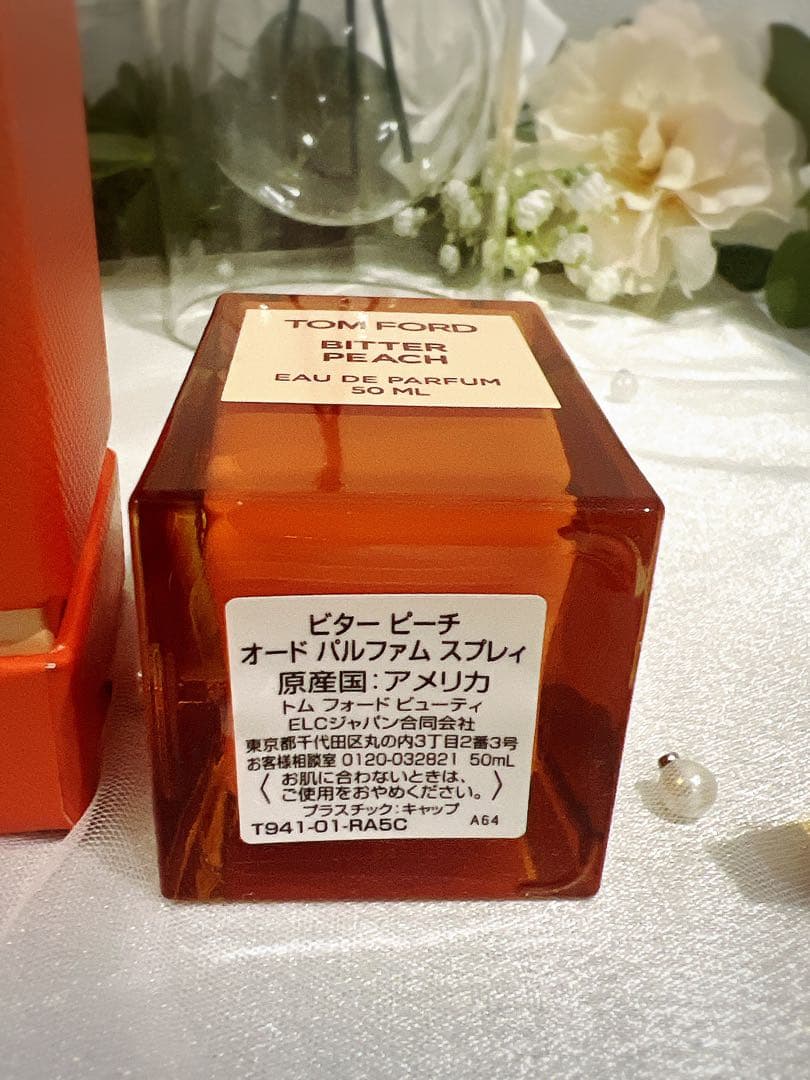 TOM FORD
BITTER
PEACH
EAU DE PARFUM
50 ML
ビター ピーチ
オード パルファム スプレィ
原産国:アメリカ
トム フォード ビューティ
ELCジャパン合同会社
東京都千代田区丸の内3丁目2番3号
お客様相談室 0120-032821 50mL
〈 お肌に合わないときは、
ご使用をおやめください。 〉
プラスチック:キャップ
T941-01-RA5C A64